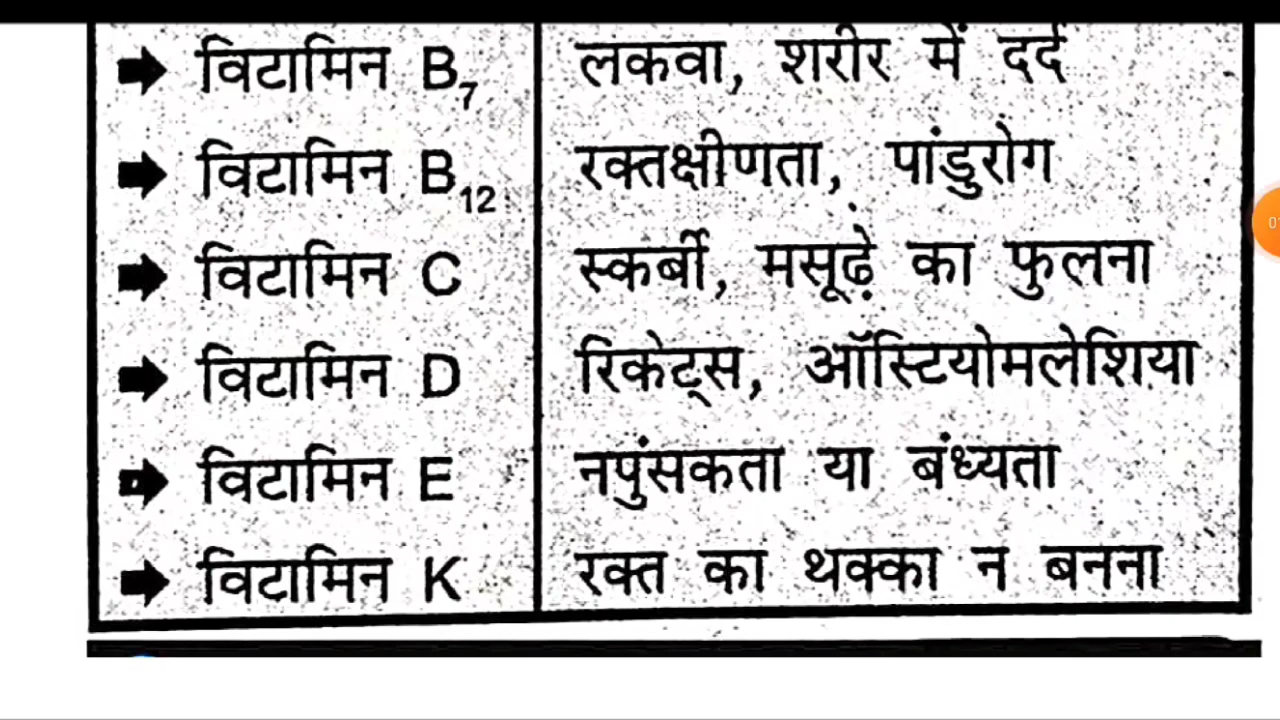 ➡ विटामिन B₇ लकवा, शरीर में दर्द
➡ विटामिन B₁₂ रक्तक्षीणता, पांडुरोग
➡ विटामिन C स्कर्बी, मसूढ़े का फुलना
➡ विटामिन D रिकेट्स, ऑस्टियोमलेशिया
➡ विटामिन E नपुंसकता या बंध्यता
➡ विटामिन K रक्त का थक्का न बनना